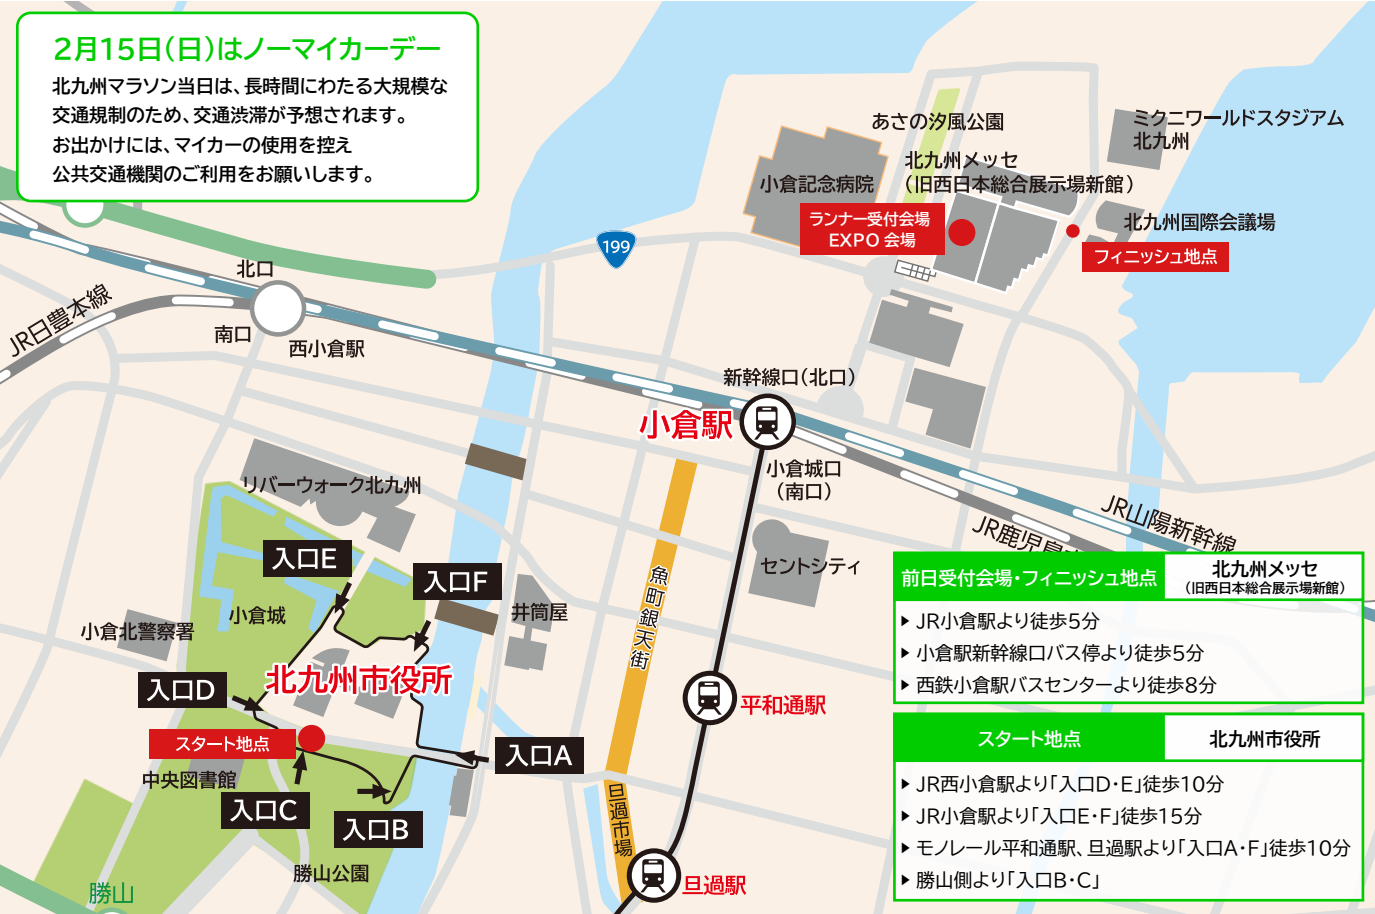 2月15日(日)はノーマイカーデー
北九州マラソン当日は、長時間にわたる大規模な
交通規制のため、交通渋滞が予想されます。
お出かけには、マイカーの使用を控え
公共交通機関のご利用をお願いします。
199
あさの汐風公園
ミクニワールドスタジアム
北九州
北九州メッセ
(旧西日本総合展示場新館)
小倉記念病院
ランナー受付会場
EXPO 会場
北九州国際会議場
フィニッシュ地点
北口
JR日豊本線
南口
西小倉駅
新幹線口(北口)
小倉駅
小倉城口
(南口)
JR山陽新幹線
JR鹿児島
リバーウォーク北九州
セントシティ
入口E
入口F
魚町銀天街
小倉城
井筒屋
小倉北警察署
北九州市役所
入口D
平和通駅
スタート地点
入口A
中央図書館
入口C
入口B
旦過市場
勝山公園
旦過駅
勝山
前日受付会場・フィニッシュ地点
北九州メッセ
(旧西日本総合展示場新館)
▶ JR小倉駅より徒歩5分
▶ 小倉駅新幹線口バス停より徒歩5分
▶ 西鉄小倉駅バスセンターより徒歩8分
スタート地点
北九州市役所
▶ JR西小倉駅より「入口D・E」徒歩10分
▶ JR小倉駅より「入口E・F」徒歩15分
▶ モノレール平和通駅、旦過駅より「入口A・F」徒歩10分
▶ 勝山側より「入口B・C」